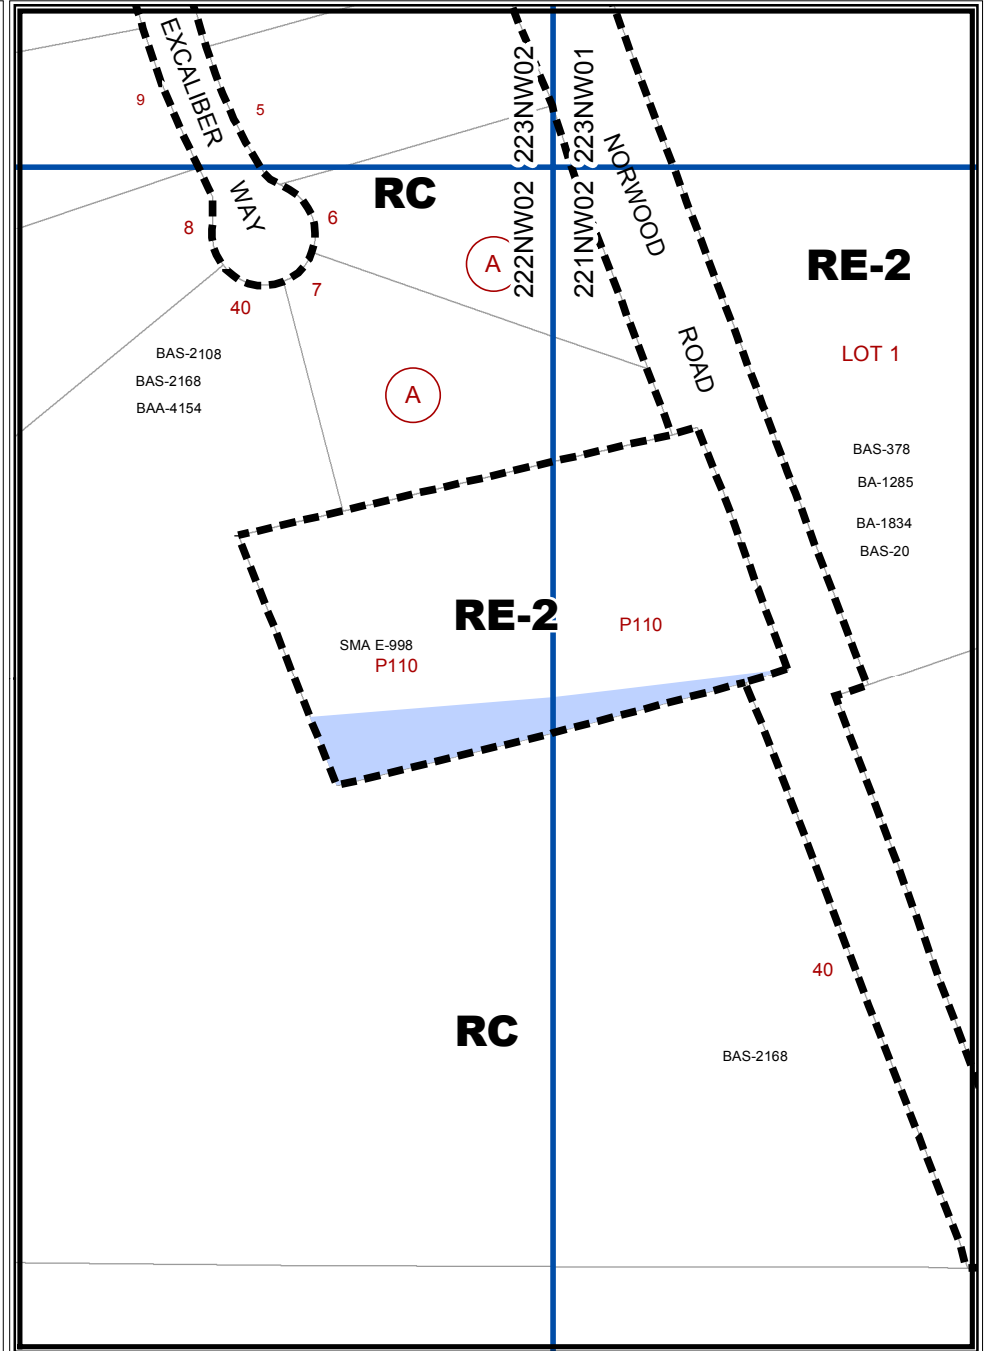 EXCALIBER
WAY
9
5
223NW02
223NW01
NORWOOD
ROAD
RC
8
6
A
222NW02
221NW02
RE-2
7
40
LOT 1
BAS-2108
BAS-2168
BAA-4154
A
BAS-378
BA-1285
BA-1834
BAS-20
RE-2
P110
SMA E-998
P110
40
RC
BAS-2168